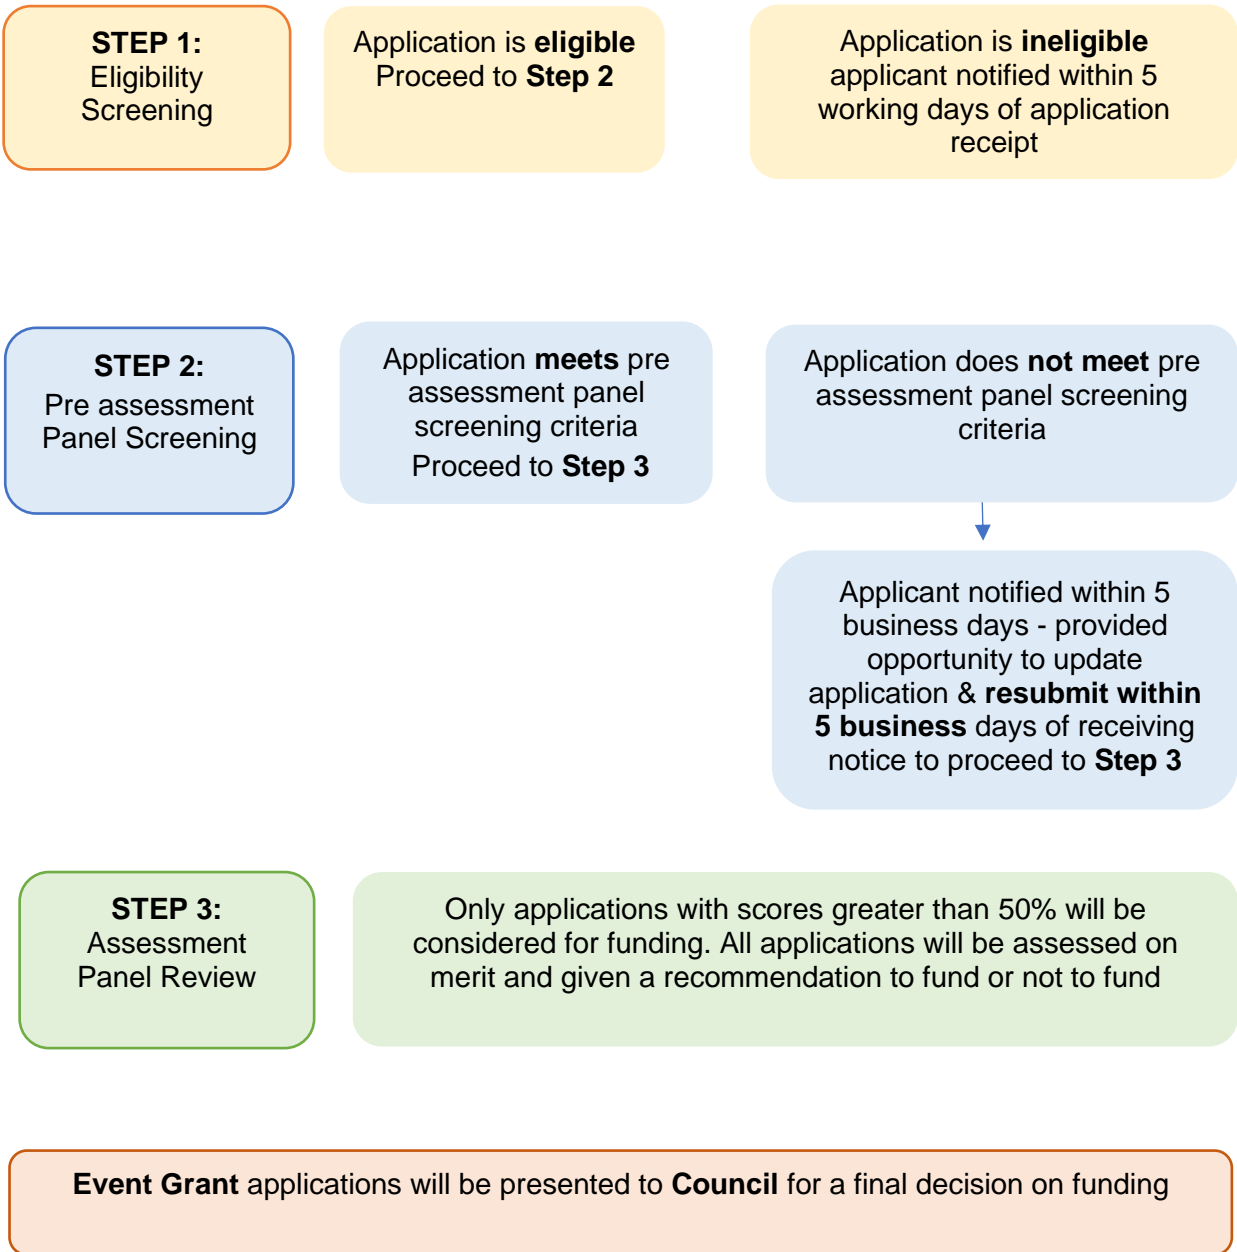 STEP 1:
Eligibility
Screening
Application is eligible
Proceed to Step 2
Application is ineligible
applicant notified within 5
working days of application
receipt
STEP 2:
Pre assessment
Panel Screening
Application meets pre
assessment panel
screening criteria
Proceed to Step 3
Application does not meet pre
assessment panel screening
criteria
Applicant notified within 5
business days - provided
opportunity to update
application & resubmit within
5 business days of receiving
notice to proceed to Step 3
STEP 3:
Assessment
Panel Review
Only applications with scores greater than 50% will be
considered for funding. All applications will be assessed on
merit and given a recommendation to fund or not to fund
Event Grant applications will be presented to Council for a final decision on funding